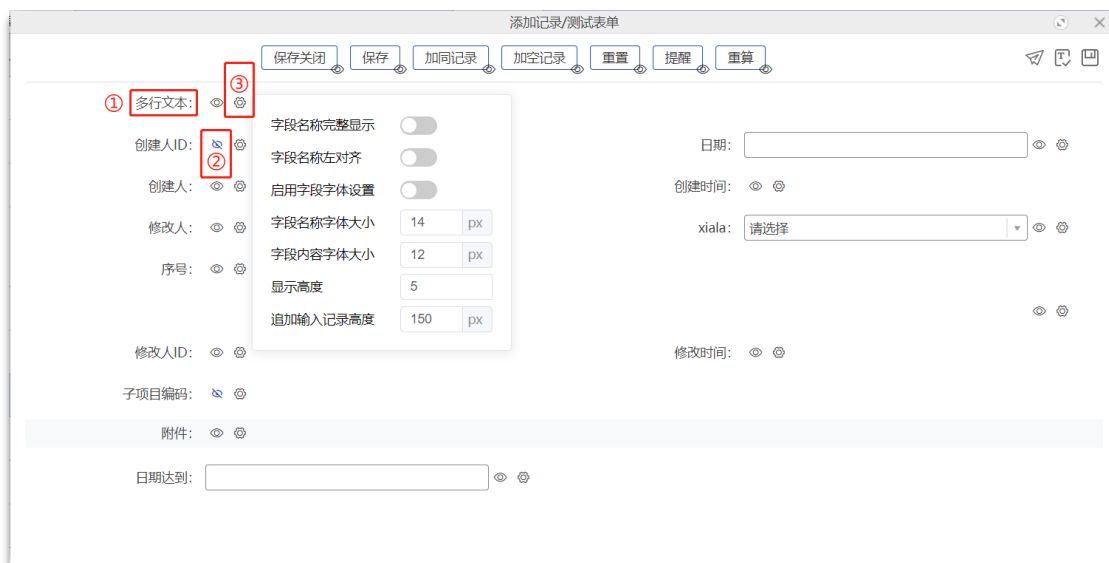 添加记录/测试表单
保存关闭 保存 加同记录 加空记录 重置 提醒 重算
③
① 多行文本:
字段名称完整显示
创建人ID: 日期:
②
字段名称左对齐
创建人: 启用字段字体设置 创建时间:
修改人: 字段名称字体大小 14 px xiala: 请选择
序号: 字段内容字体大小 12 px
显示高度 5
追加输入记录高度 150 px
修改人ID: 修改时间:
子项目编码:
附件:
日期达到: